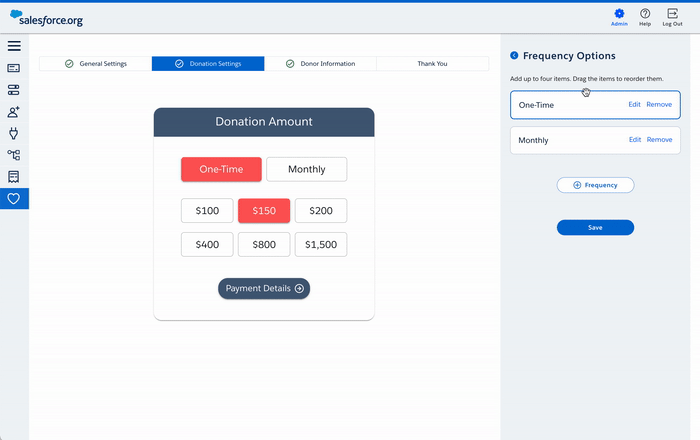 salesforce.org
Admin
Help
Log Out
General Settings
Donation Settings
Donor Information
Thank You
Donation Amount
One-Time
Monthly
$100
$150
$200
$400
$800
$1,500
Payment Details
Frequency Options
Add up to four items. Drag the items to reorder them.
One-Time Edit Remove
Monthly Edit Remove
Frequency
Save